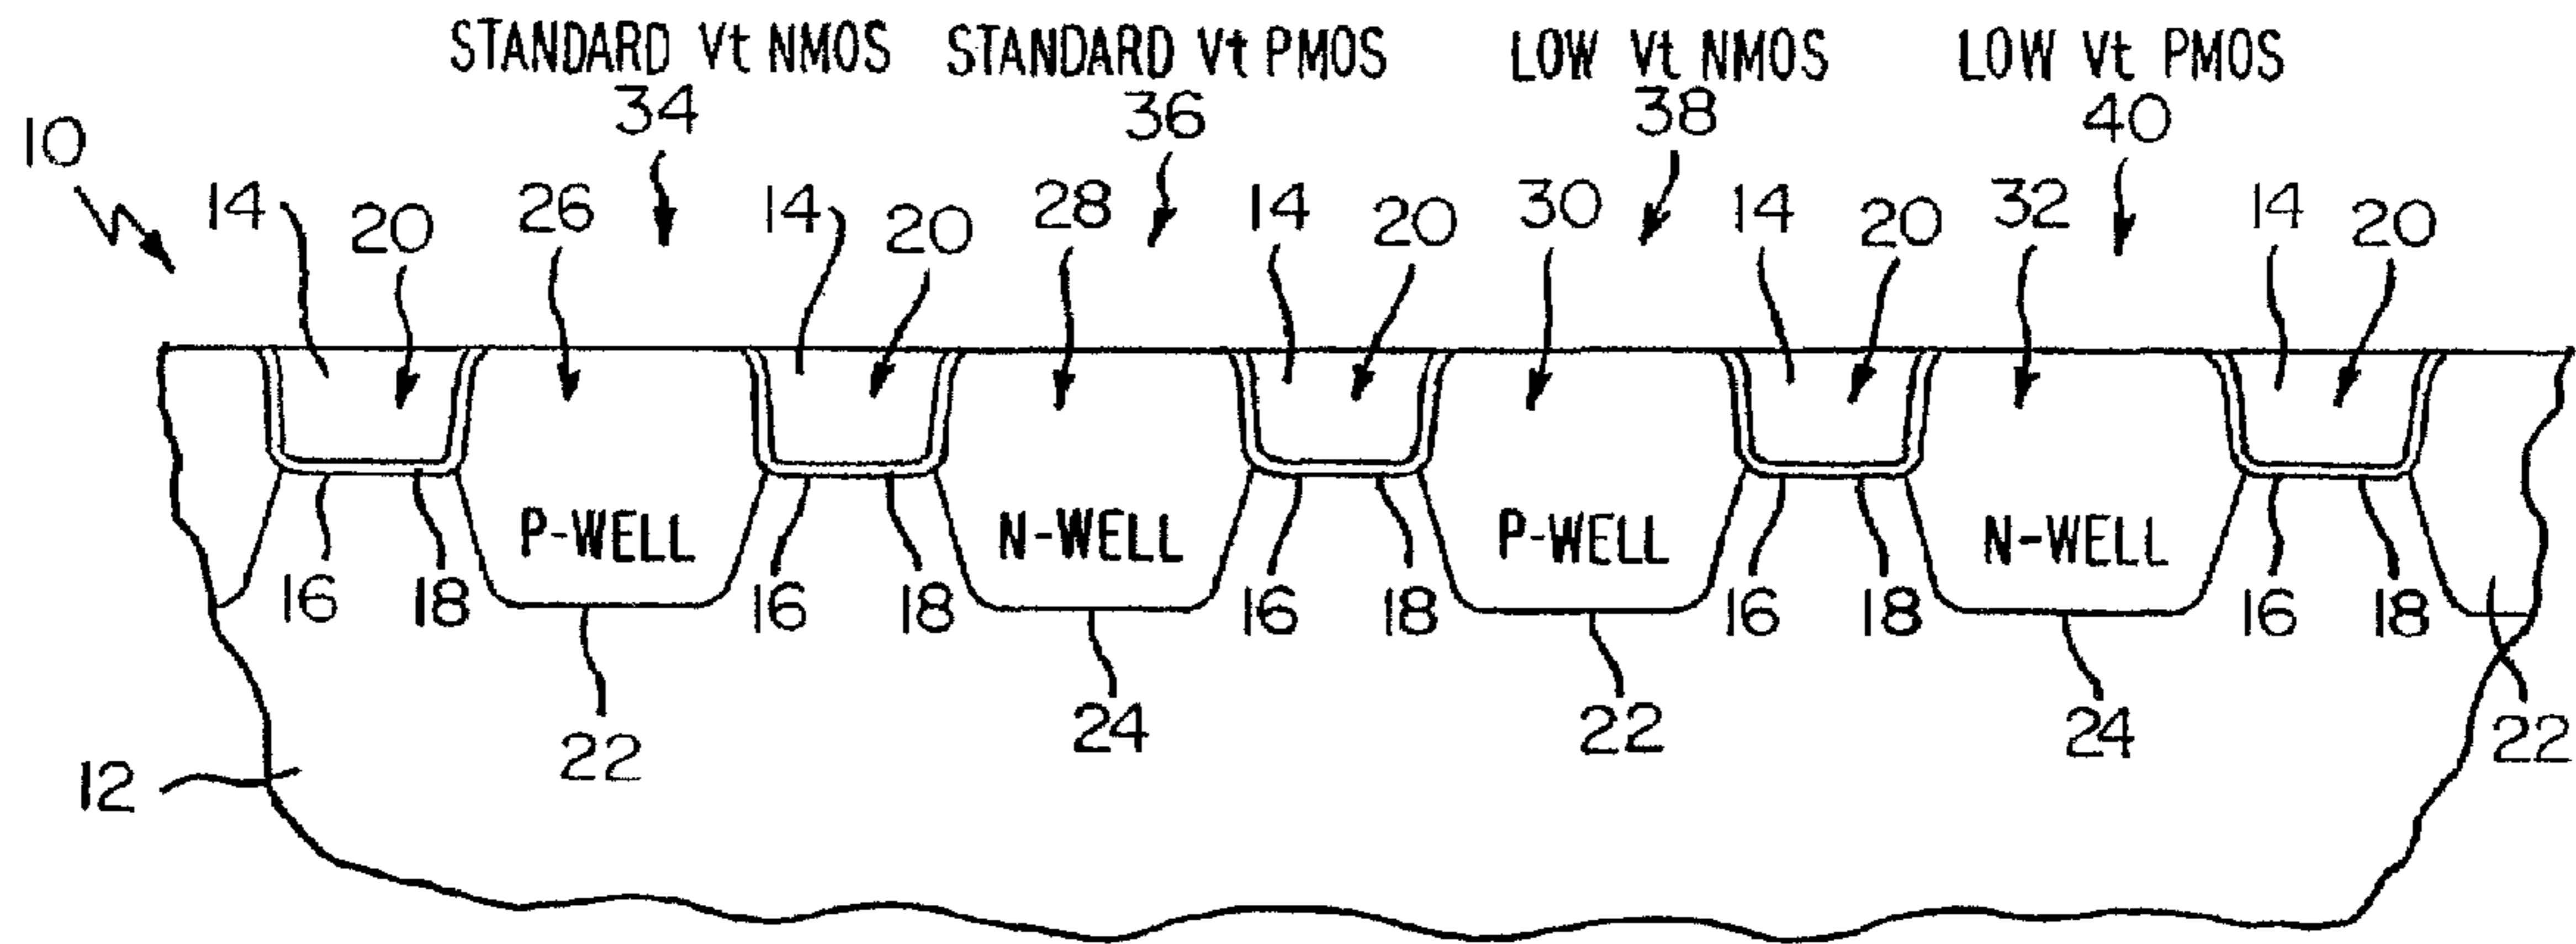 STANDARD Vt NMOS STANDARD Vt PMOS LOW Vt NMOS LOW Vt PMOS
34 36 38 40
10
14 20 26 14 20 28 14 20 30 14 20 32 14 20
P-WELL N-WELL P-WELL N-WELL
16 18 16 18 16 18 16 18 16 18
22 24 22 24 22
12